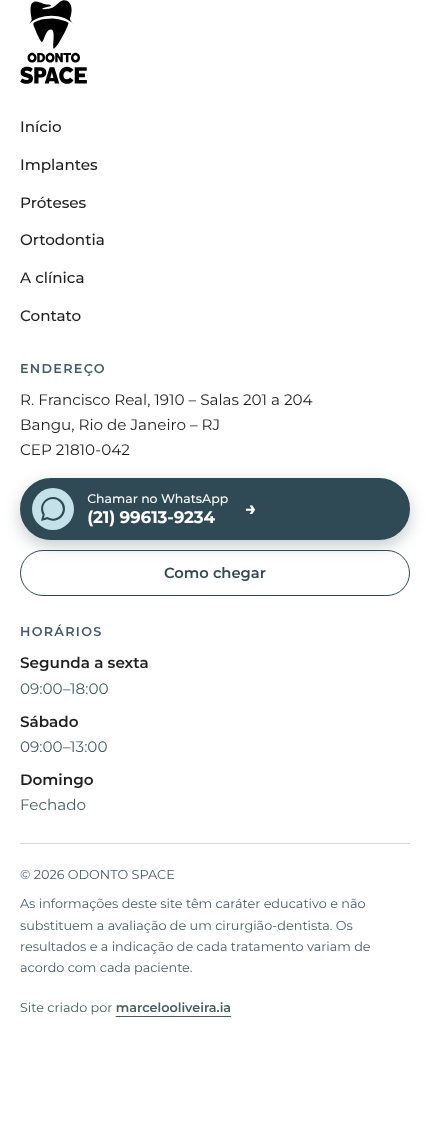 ODONTO
SPACE
Início
Implantes
Próteses
Ortodontia
A clínica
Contato
ENDEREÇO
R. Francisco Real, 1910 – Salas 201 a 204
Bangu, Rio de Janeiro – RJ
CEP 21810-042
Chamar no WhatsApp
(21) 99613-9234 →
Como chegar
HORÁRIOS
Segunda a sexta
09:00–18:00
Sábado
09:00–13:00
Domingo
Fechado
© 2026 ODONTO SPACE
As informações deste site têm caráter educativo e não
substituem a avaliação de um cirurgião-dentista. Os
resultados e a indicação de cada tratamento variam de
acordo com cada paciente.
Site criado por marcelooliveira.ia